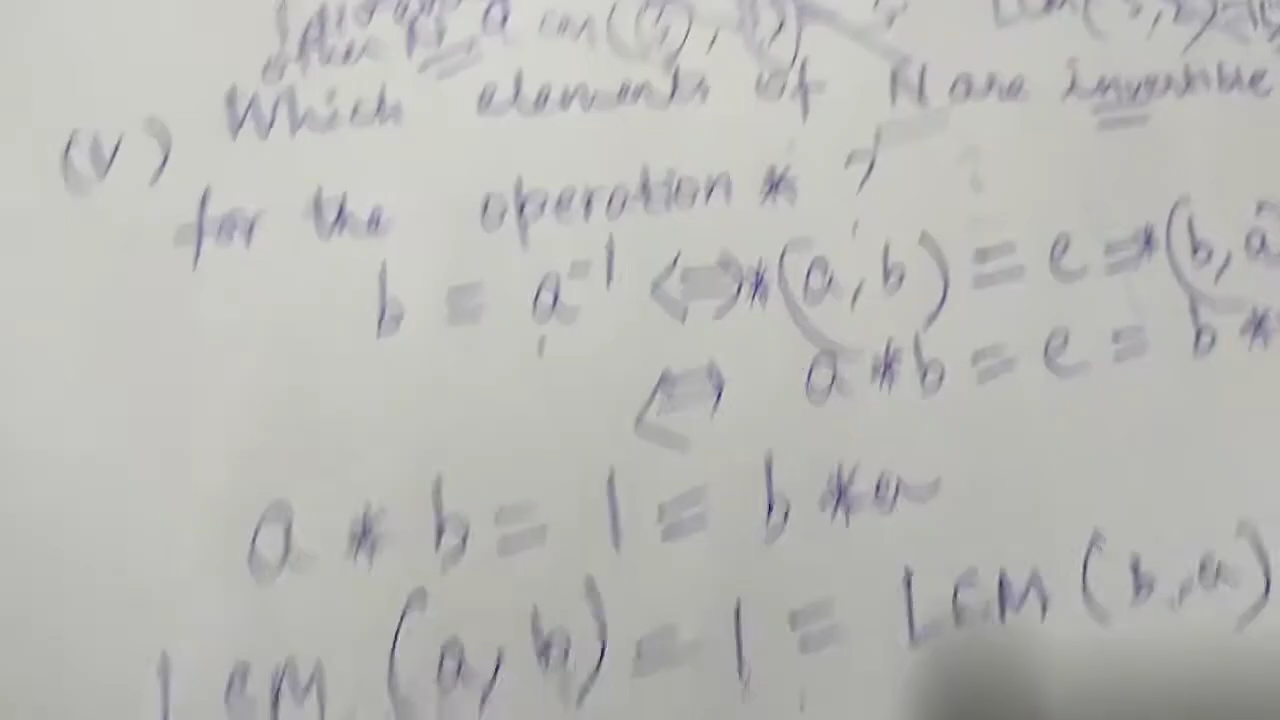 (V) Which elements of N are invertible
for the operation * ?
b = a⁻¹ ⇔ *(a, b) = e = *(b, a
⇔ a * b = e = b *
a * b = 1 = b * a
LCM (a, b) = 1 = LCM (b, a)